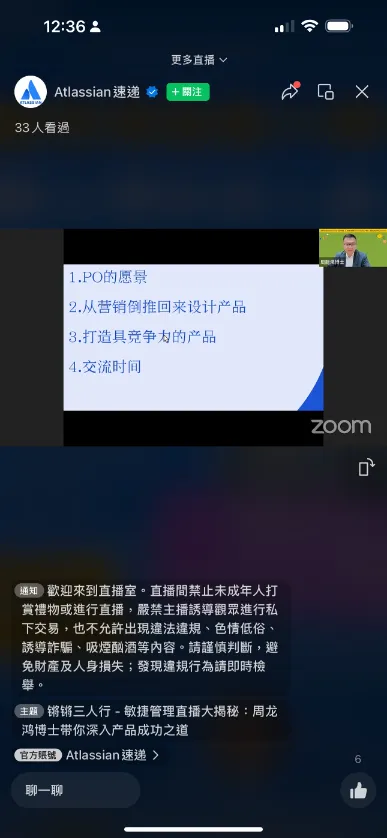 12:36
更多直播
Atlassian速递
+關注
33人看過
1.PO的愿景
2.从营销倒推回来设计产品
3.打造具竞争力的产品
4.交流时间
zoom
通知 歡迎來到直播室。直播間禁止未成年人打
賞禮物或進行直播，嚴禁主播誘導觀眾進行私
下交易，也不允許出現違法違規、色情低俗、
誘導詐騙、吸煙酗酒等內容。請謹慎判斷，避
免財產及人身損失；發現違規行為請即時檢
舉。
主題 锵锵三人行 - 敏捷管理直播大揭秘：周龙
鸿博士带你深入产品成功之道
官方賬號 Atlassian速递
6
聊一聊